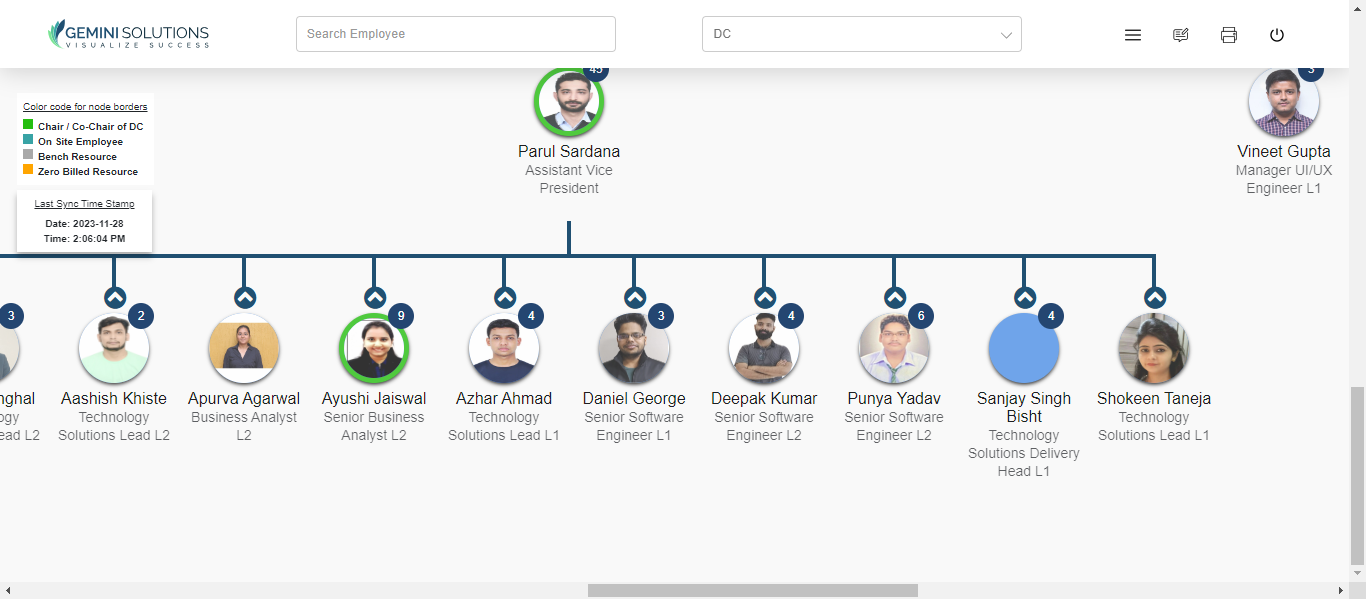 GEMINI SOLUTIONS
VISUALIZE SUCCESS
Search Employee
DC
45
3
Parul Sardana
Assistant Vice
President
Vineet Gupta
Manager UI/UX
Engineer L1
Color code for node borders
Chair / Co-Chair of DC
On Site Employee
Bench Resource
Zero Billed Resource
Last Sync Time Stamp
Date: 2023-11-28
Time: 2:06:04 PM
3
nghal
ogy
ead L2
2
Aashish Khiste
Technology
Solutions Lead L2
Apurva Agarwal
Business Analyst
L2
9
Ayushi Jaiswal
Senior Business
Analyst L2
4
Azhar Ahmad
Technology
Solutions Lead L1
3
Daniel George
Senior Software
Engineer L1
4
Deepak Kumar
Senior Software
Engineer L2
6
Punya Yadav
Senior Software
Engineer L2
4
Sanjay Singh
Bisht
Technology
Solutions Delivery
Head L1
Shokeen Taneja
Technology
Solutions Lead L1